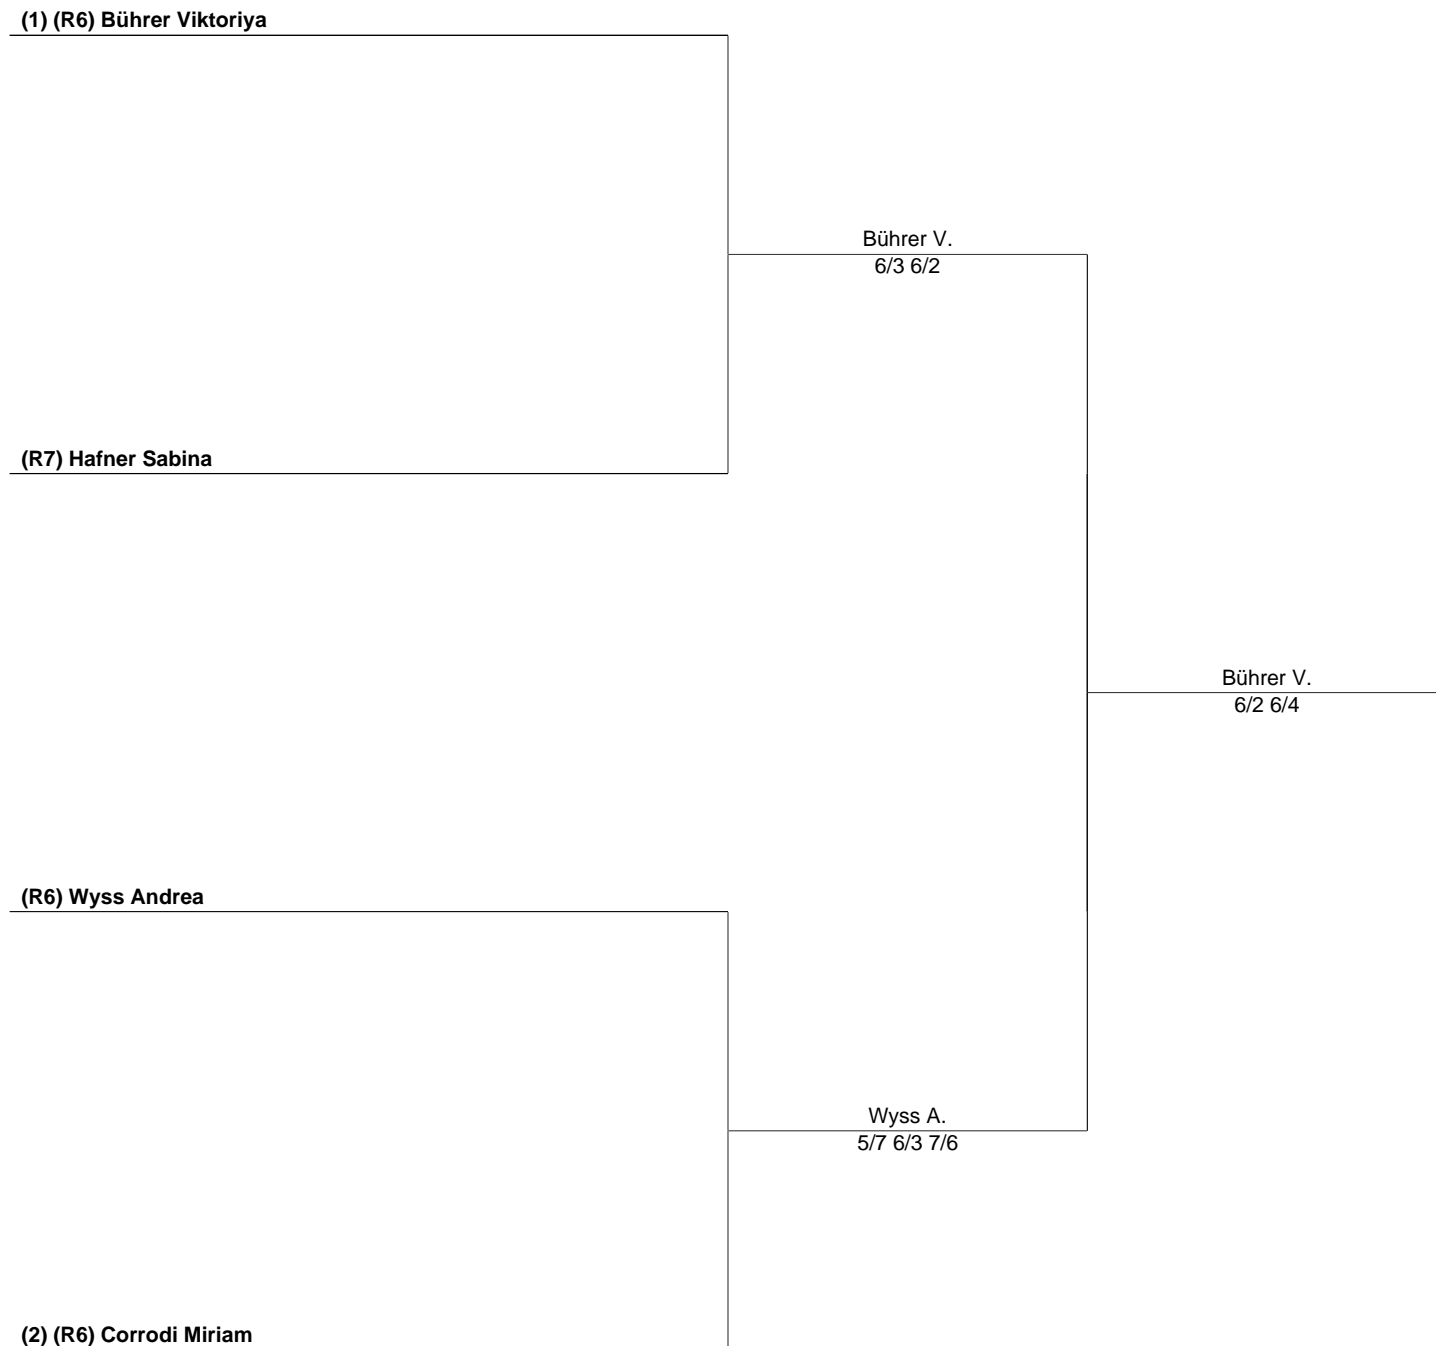 (1) (R6) Bührer Viktoriya
Bührer V.
6/3 6/2
(R7) Hafner Sabina
Bührer V.
6/2 6/4
(R6) Wyss Andrea
Wyss A.
5/7 6/3 7/6
(2) (R6) Corrodi Miriam